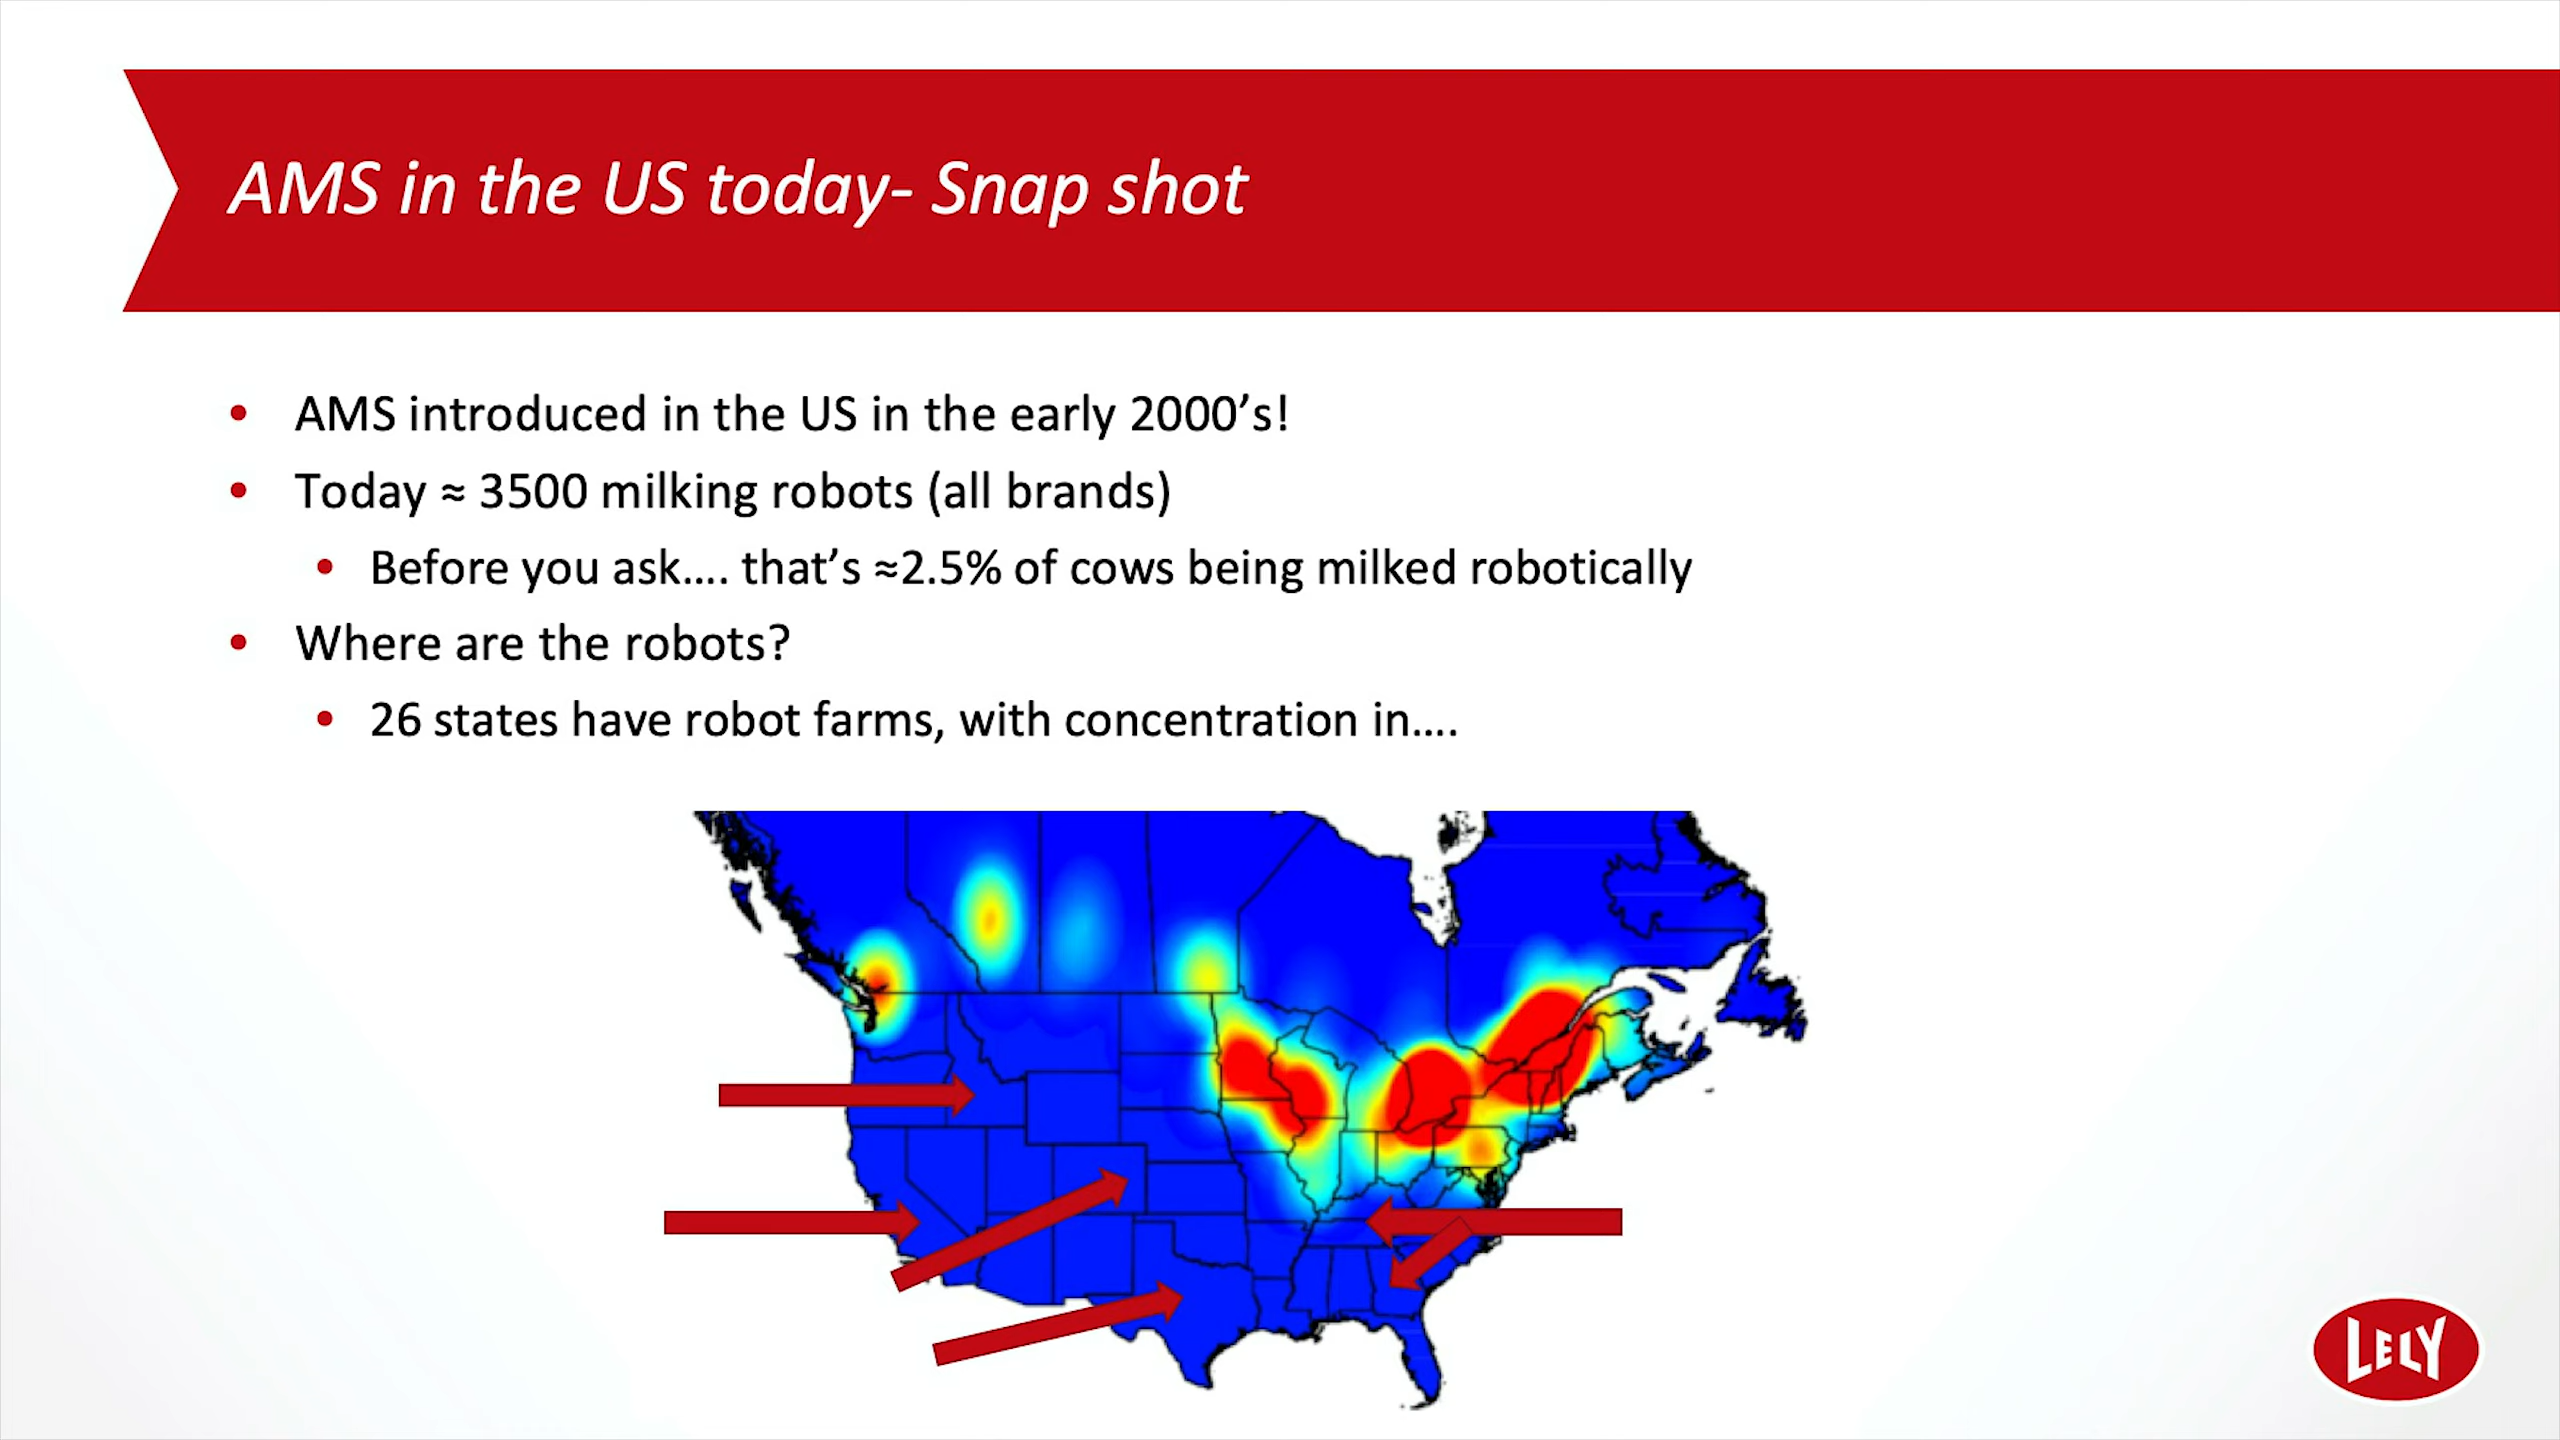 AMS in the US today- Snap shot
• AMS introduced in the US in the early 2000’s!
• Today ≈ 3500 milking robots (all brands)
• Before you ask.... that’s ≈2.5% of cows being milked robotically
• Where are the robots?
• 26 states have robot farms, with concentration in....
LELY